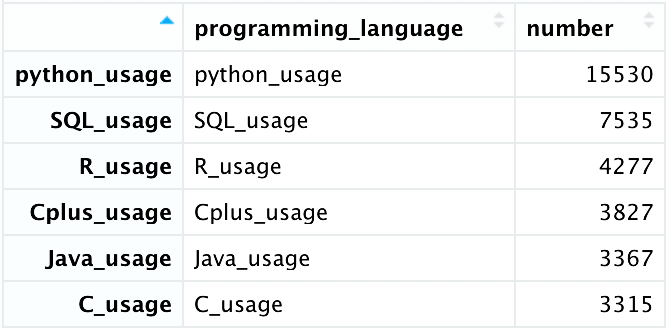 programming_language number
python_usage python_usage 15530
SQL_usage SQL_usage 7535
R_usage R_usage 4277
Cplus_usage Cplus_usage 3827
Java_usage Java_usage 3367
C_usage C_usage 3315